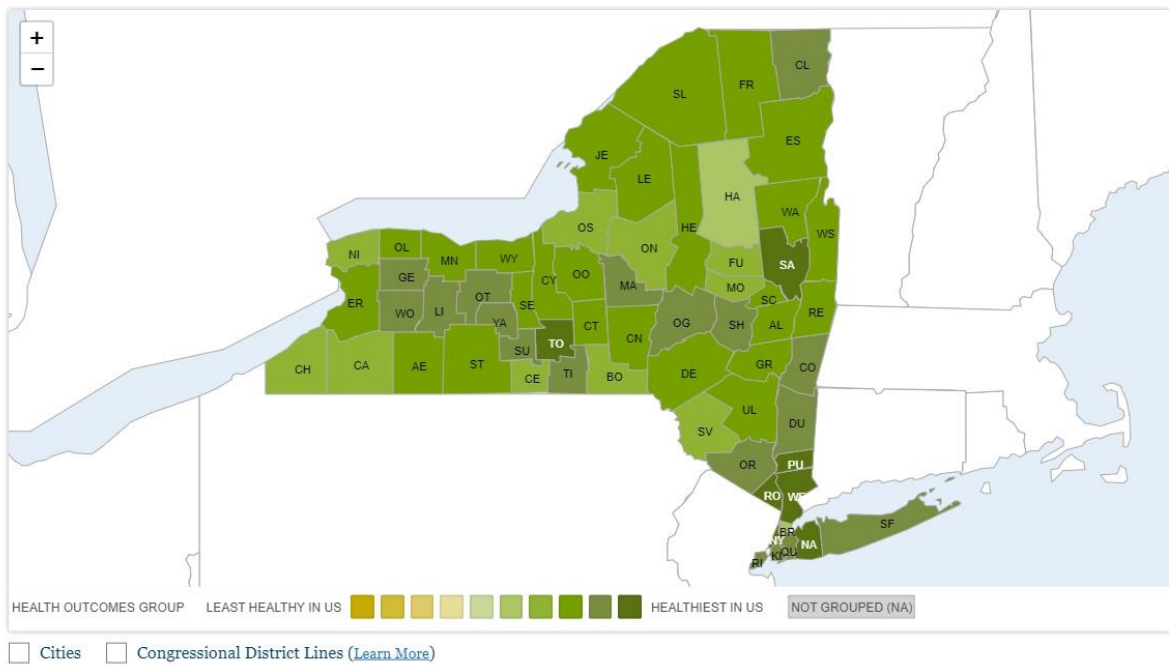 +
−
CL
FR
SL
ES
JE
LE
HA
WA
WS
HE
OS
ON
NI
OL
MN
WY
FU
SA
GE
CY
OO
MA
MO
ER
OT
SE
SC
WO
LI
YA
CT
OG
SH
AL
RE
SU
TO
CN
CH
CA
AE
ST
CE
TI
BO
DE
GR
CO
UL
SV
DU
OR
PU
RO
WE
BR
NY
SF
NA
KI
QU
RI
HEALTH OUTCOMES GROUP LEAST HEALTHY IN US HEALTHIEST IN US NOT GROUPED (NA)
Cities Congressional District Lines (Learn More)